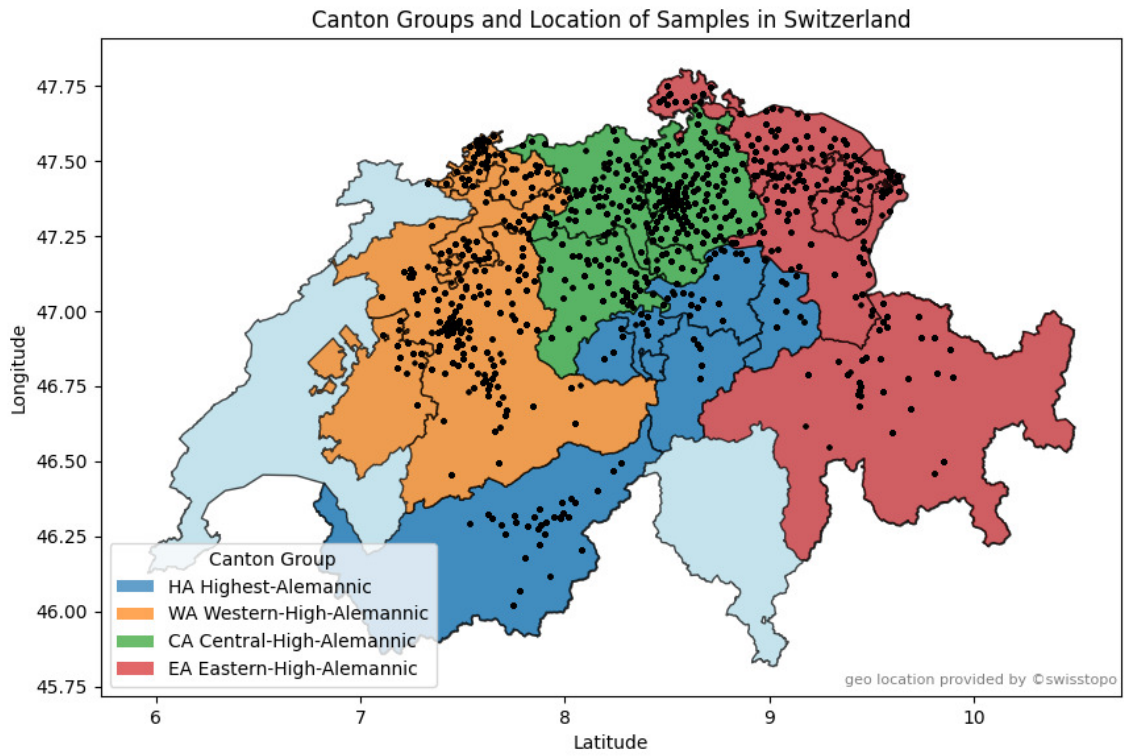 Canton Groups and Location of Samples in Switzerland
47.75
47.50
47.25
47.00
46.75
46.50
46.25
46.00
45.75
Longitude
Canton Group
HA Highest-Alemannic
WA Western-High-Alemannic
CA Central-High-Alemannic
EA Eastern-High-Alemannic
geo location provided by ©swisstopo
6 7 8 9 10
Latitude